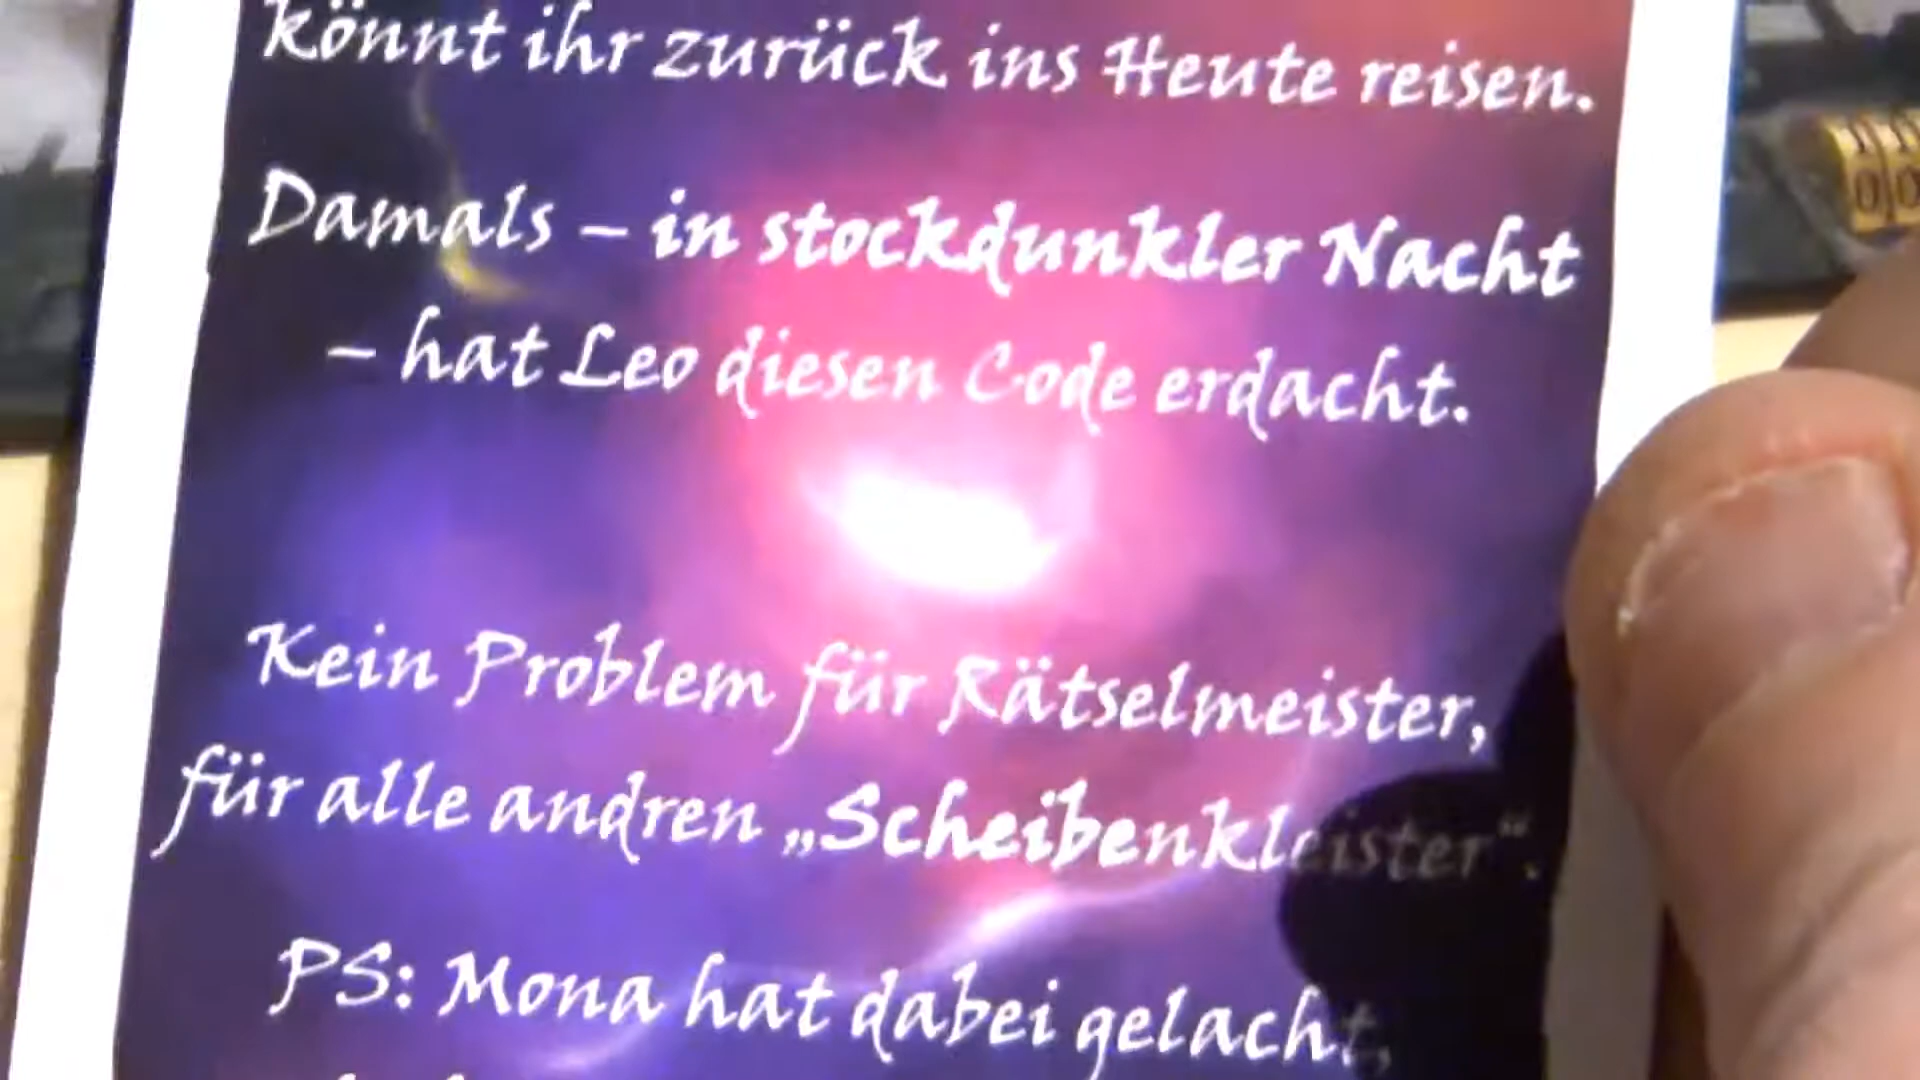 könnt ihr zurück ins Heute reisen.
Damals – in stockdunkler Nacht
– hat Leo diesen Code erdacht.
Kein Problem für Rätselmeister,
für alle andren „Scheibenkleister“.
PS: Mona hat dabei gelacht,